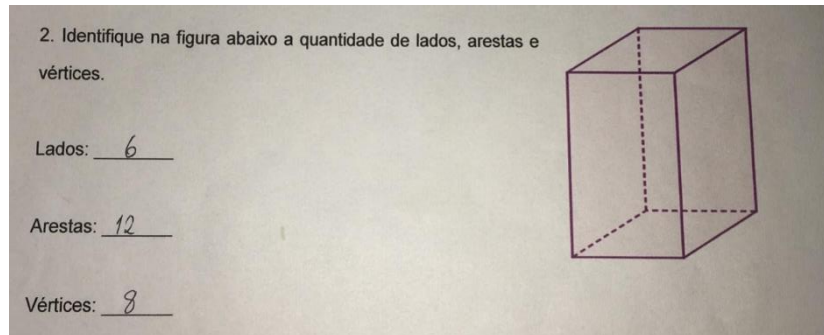 2. Identifique na figura abaixo a quantidade de lados, arestas e
vértices.
Lados: 6
Arestas: 12
Vértices: 8